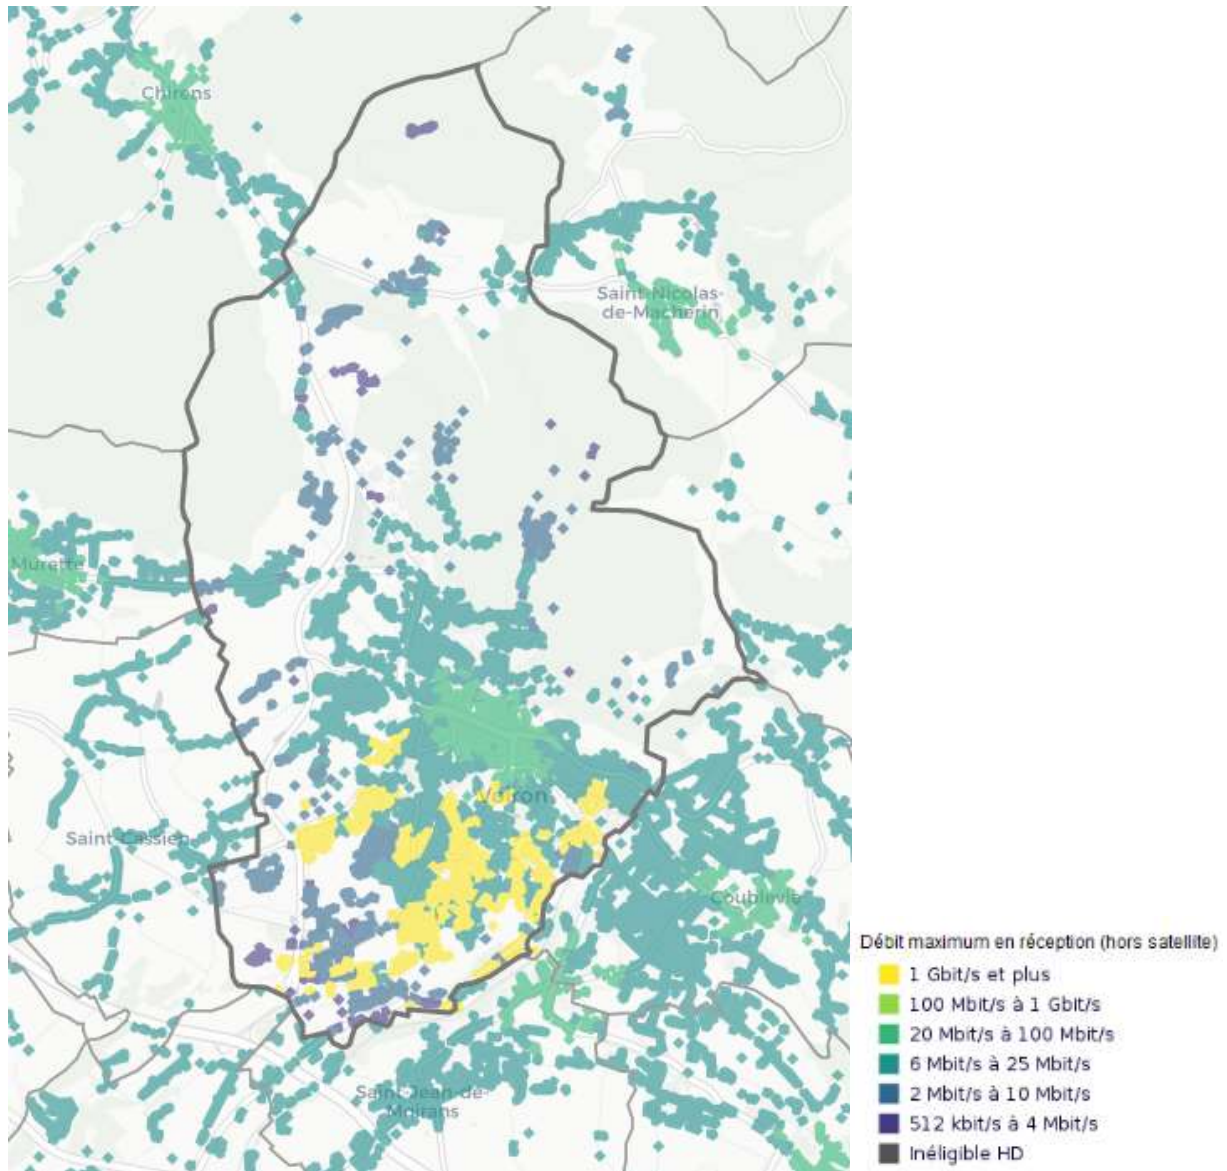 Chirens
Saint-Nicolas-
de-Macherin
Murette
Voiron
Saint-Cassien
Coublevie
Saint-Jean-de-
Moirans
Débit maximum en réception (hors satellite)
1 Gbit/s et plus
100 Mbit/s à 1 Gbit/s
20 Mbit/s à 100 Mbit/s
6 Mbit/s à 25 Mbit/s
2 Mbit/s à 10 Mbit/s
512 kbit/s à 4 Mbit/s
Inéligible HD